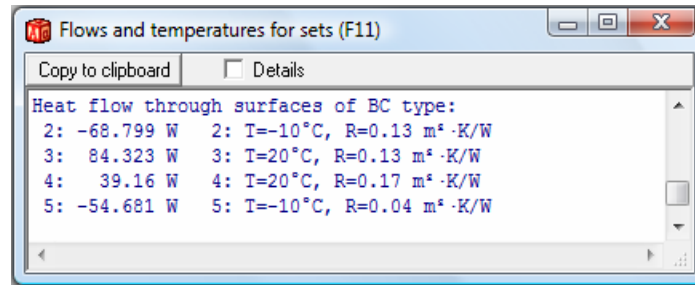 Flows and temperatures for sets (F11)
Copy to clipboard Details
Heat flow through surfaces of BC type:
2: -68.799 W 2: T=-10°C, R=0.13 m²·K/W
3: 84.323 W 3: T=20°C, R=0.13 m²·K/W
4: 39.16 W 4: T=20°C, R=0.17 m²·K/W
5: -54.681 W 5: T=-10°C, R=0.04 m²·K/W